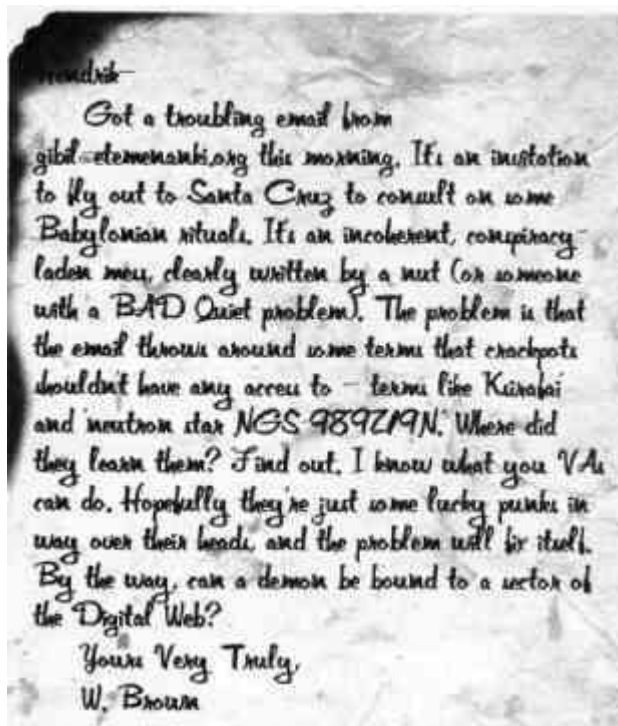 Hendrik—
Got a troubling email from
gibil@etemenanki.org this morning. It's an invitation
to fly out to Santa Cruz to consult on some
Babylonian rituals. It's an incoherent, conspiracy-
laden mess, clearly written by a nut (or someone
with a BAD Quiet problem). The problem is that
the email throws around some terms that crackpots
shouldn't have any access to — terms like Ksirafai
and "neutron star NGS 989Z19N." Where did
they learn them? Find out. I know what you VAs
can do. Hopefully they're just some lucky punks in
way over their heads, and the problem will fix itself.
By the way, can a demon be bound to a sector of
the Digital Web?
Yours Very Truly,
W. Brown